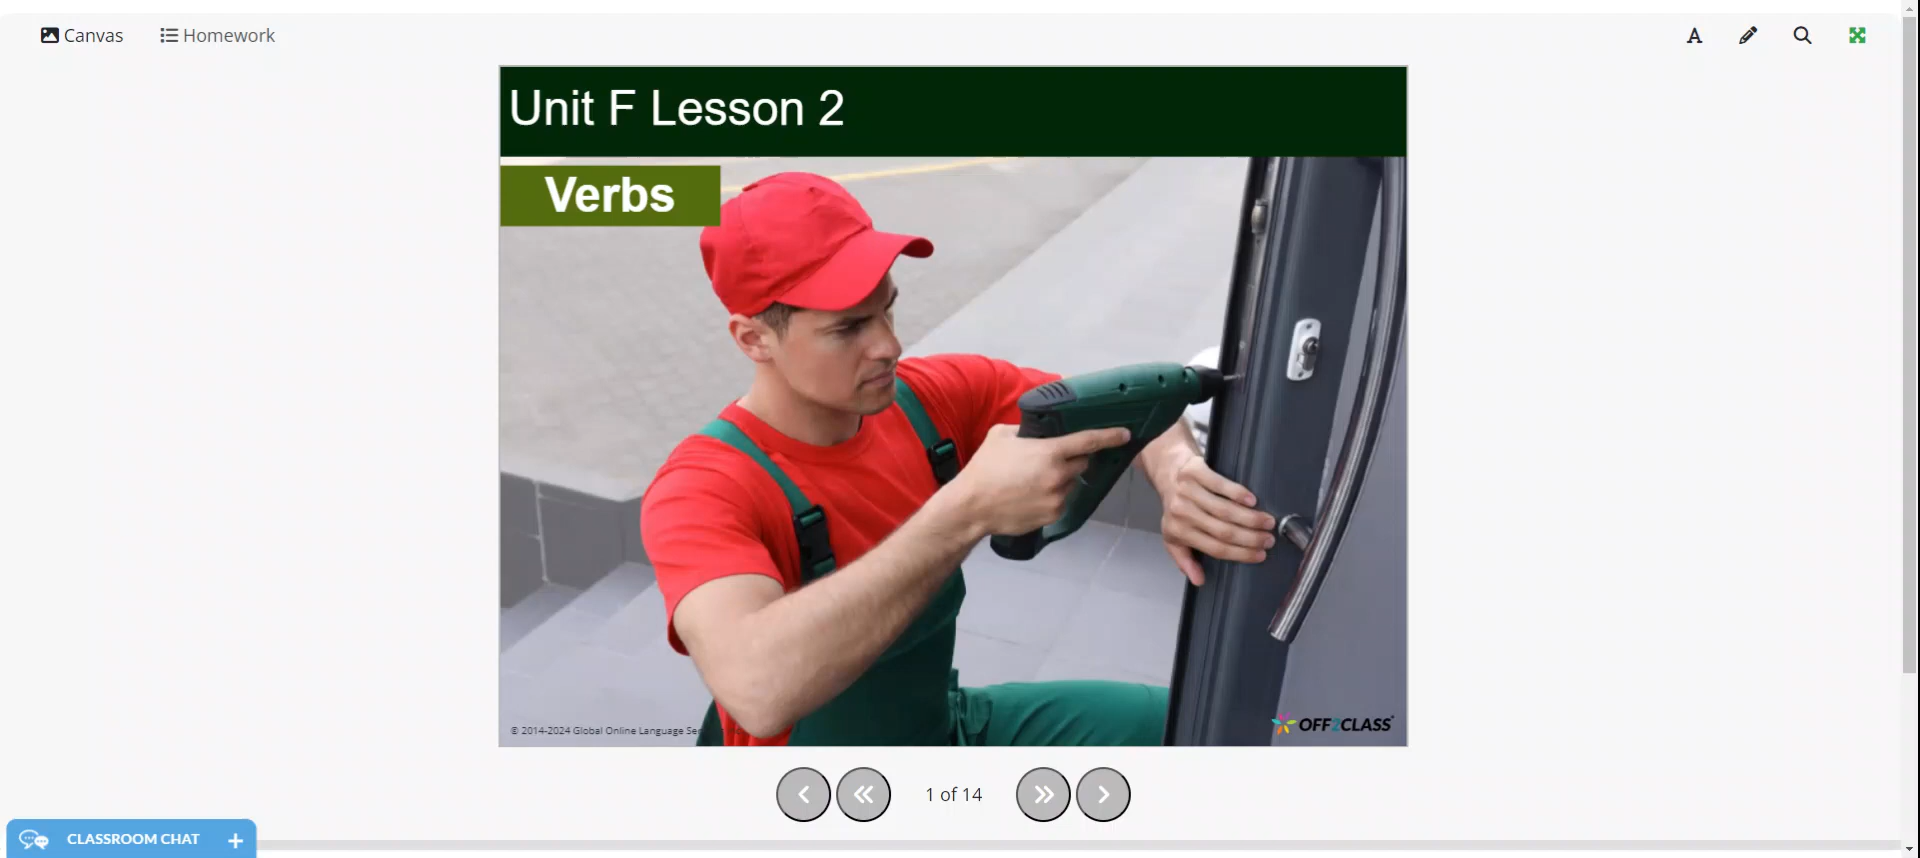 Canvas
Homework
A
Unit F Lesson 2
Verbs
© 2014-2024 Global Online Language
OFF2CLASS
1 of 14
CLASSROOM CHAT +